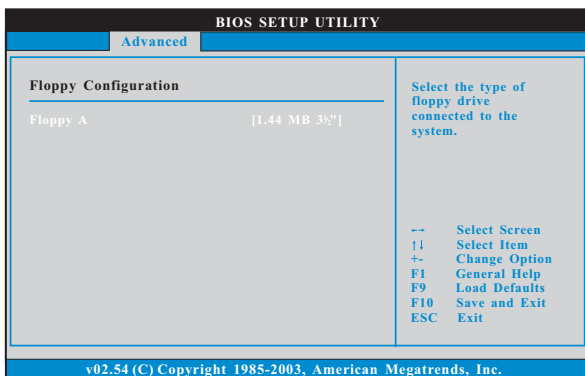 BIOS SETUP UTILITY
Advanced
Floppy Configuration
Floppy A [1.44 MB 3½"]
Select the type of
floppy drive
connected to the
system.
←→ Select Screen
↑↓ Select Item
+- Change Option
F1 General Help
F9 Load Defaults
F10 Save and Exit
ESC Exit
v02.54 (C) Copyright 1985-2003, American Megatrends, Inc.